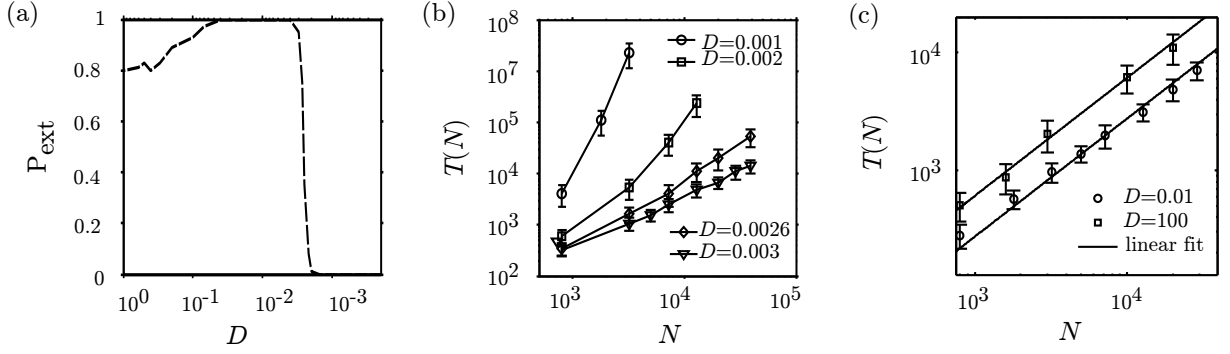 (a)
P_ext
1
0.8
0.6
0.4
0.2
0
10^0
10^-1
10^-2
10^-3
D
(b)
T(N)
10^8
10^7
10^6
10^5
10^4
10^3
10^2
D=0.001
D=0.002
D=0.0026
D=0.003
10^3
10^4
10^5
N
(c)
T(N)
10^4
10^3
D=0.01
D=100
linear fit
10^3
10^4
N